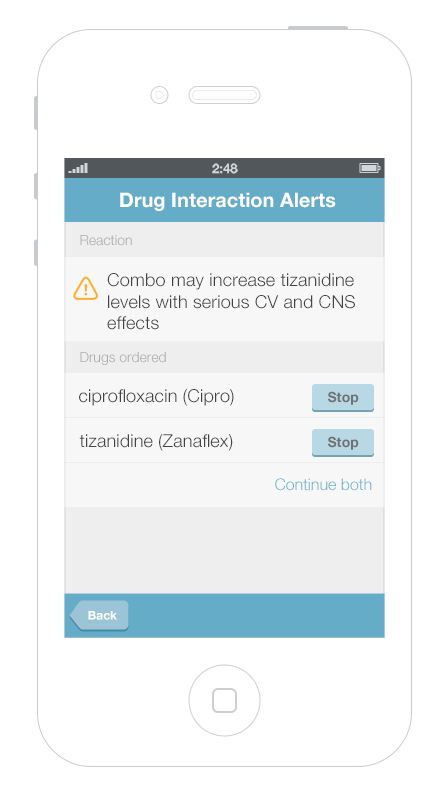 2:48
Drug Interaction Alerts
Reaction
Combo may increase tizanidine
levels with serious CV and CNS
effects
Drugs ordered
ciprofloxacin (Cipro) Stop
tizanidine (Zanaflex) Stop
Continue both
Back